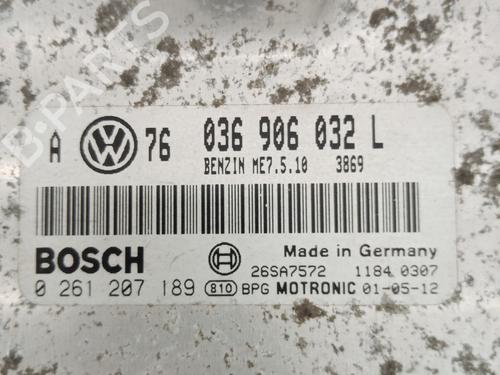 A VW 76 036 906 032 L
BENZIN ME7.5.10 3869
BOSCH
Made in Germany
26SA7572 1184 0307
0 261 207 189 810 BPG MOTRONIC 01-05-12
B-PARTS